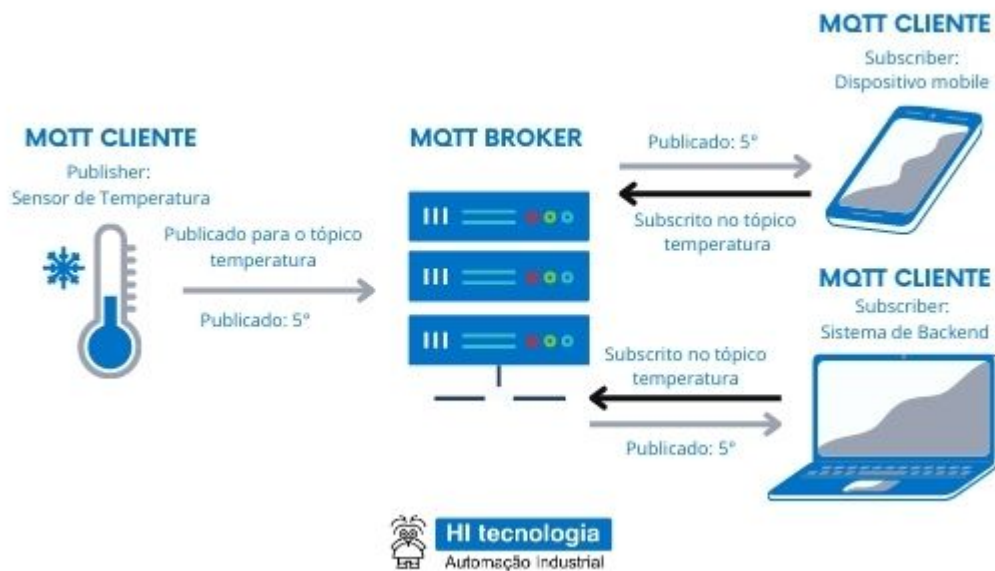 MQTT CLIENTE
Publisher:
Sensor de Temperatura
Publicado para o tópico
temperatura
Publicado: 5°
MQTT BROKER
MQTT CLIENTE
Subscriber:
Dispositivo mobile
Publicado: 5°
Subscrito no tópico
temperatura
MQTT CLIENTE
Subscriber:
Sistema de Backend
Subscrito no tópico
temperatura
Publicado: 5°
HI tecnologia
Automação Industrial